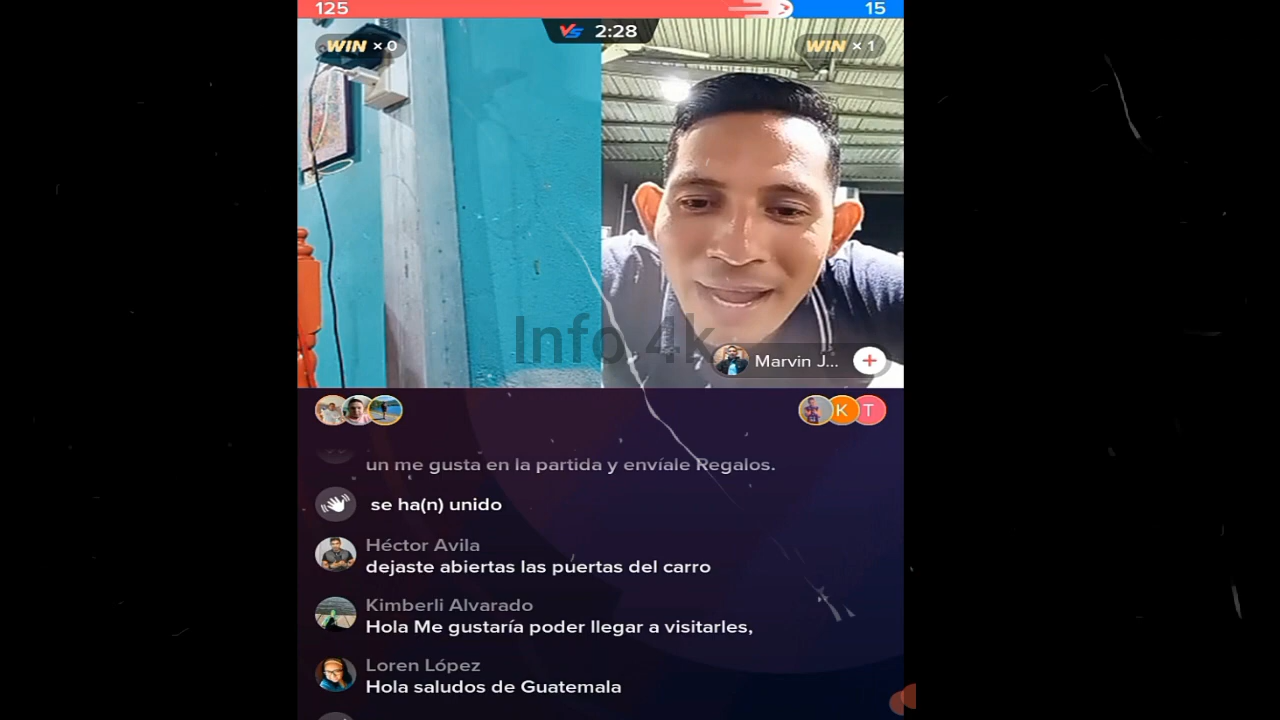 125
15
VS 2:28
WIN × 0
WIN × 1
Info 4k
Marvin J...
K
T
un me gusta en la partida y envíale Regalos.
se ha(n) unido
Héctor Avila
dejaste abiertas las puertas del carro
Kimberli Alvarado
Hola Me gustaría poder llegar a visitarles,
Loren López
Hola saludos de Guatemala